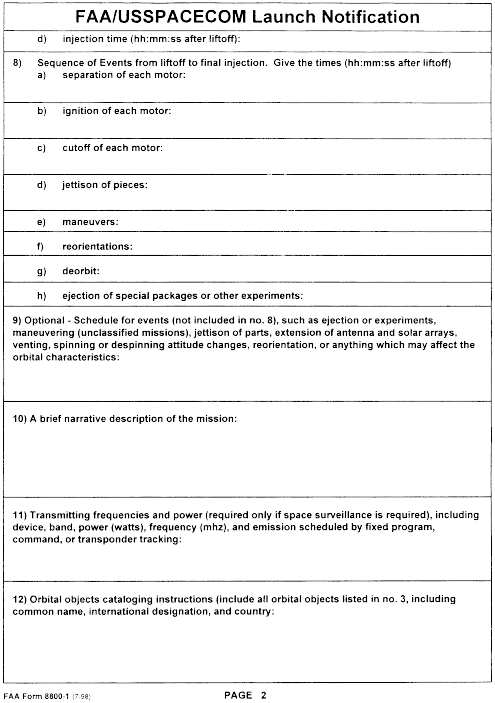 FAA/USSPACECOM Launch Notification
d) injection time (hh:mm:ss after liftoff):
8) Sequence of Events from liftoff to final injection. Give the times (hh:mm:ss after liftoff)
a) separation of each motor:
b) ignition of each motor:
c) cutoff of each motor:
d) jettison of pieces:
e) maneuvers:
f) reorientations:
g) deorbit:
h) ejection of special packages or other experiments:
9) Optional - Schedule for events (not included in no. 8), such as ejection or experiments,
maneuvering (unclassified missions), jettison of parts, extension of antenna and solar arrays,
venting, spinning or despinning attitude changes, reorientation, or anything which may affect the
orbital characteristics:
10) A brief narrative description of the mission:
11) Transmitting frequencies and power (required only if space surveillance is required), including
device, band, power (watts), frequency (mhz), and emission scheduled by fixed program,
command, or transponder tracking:
12) Orbital objects cataloging instructions (include all orbital objects listed in no. 3, including
common name, international designation, and country:
FAA Form 8800-1 (7-98) PAGE 2